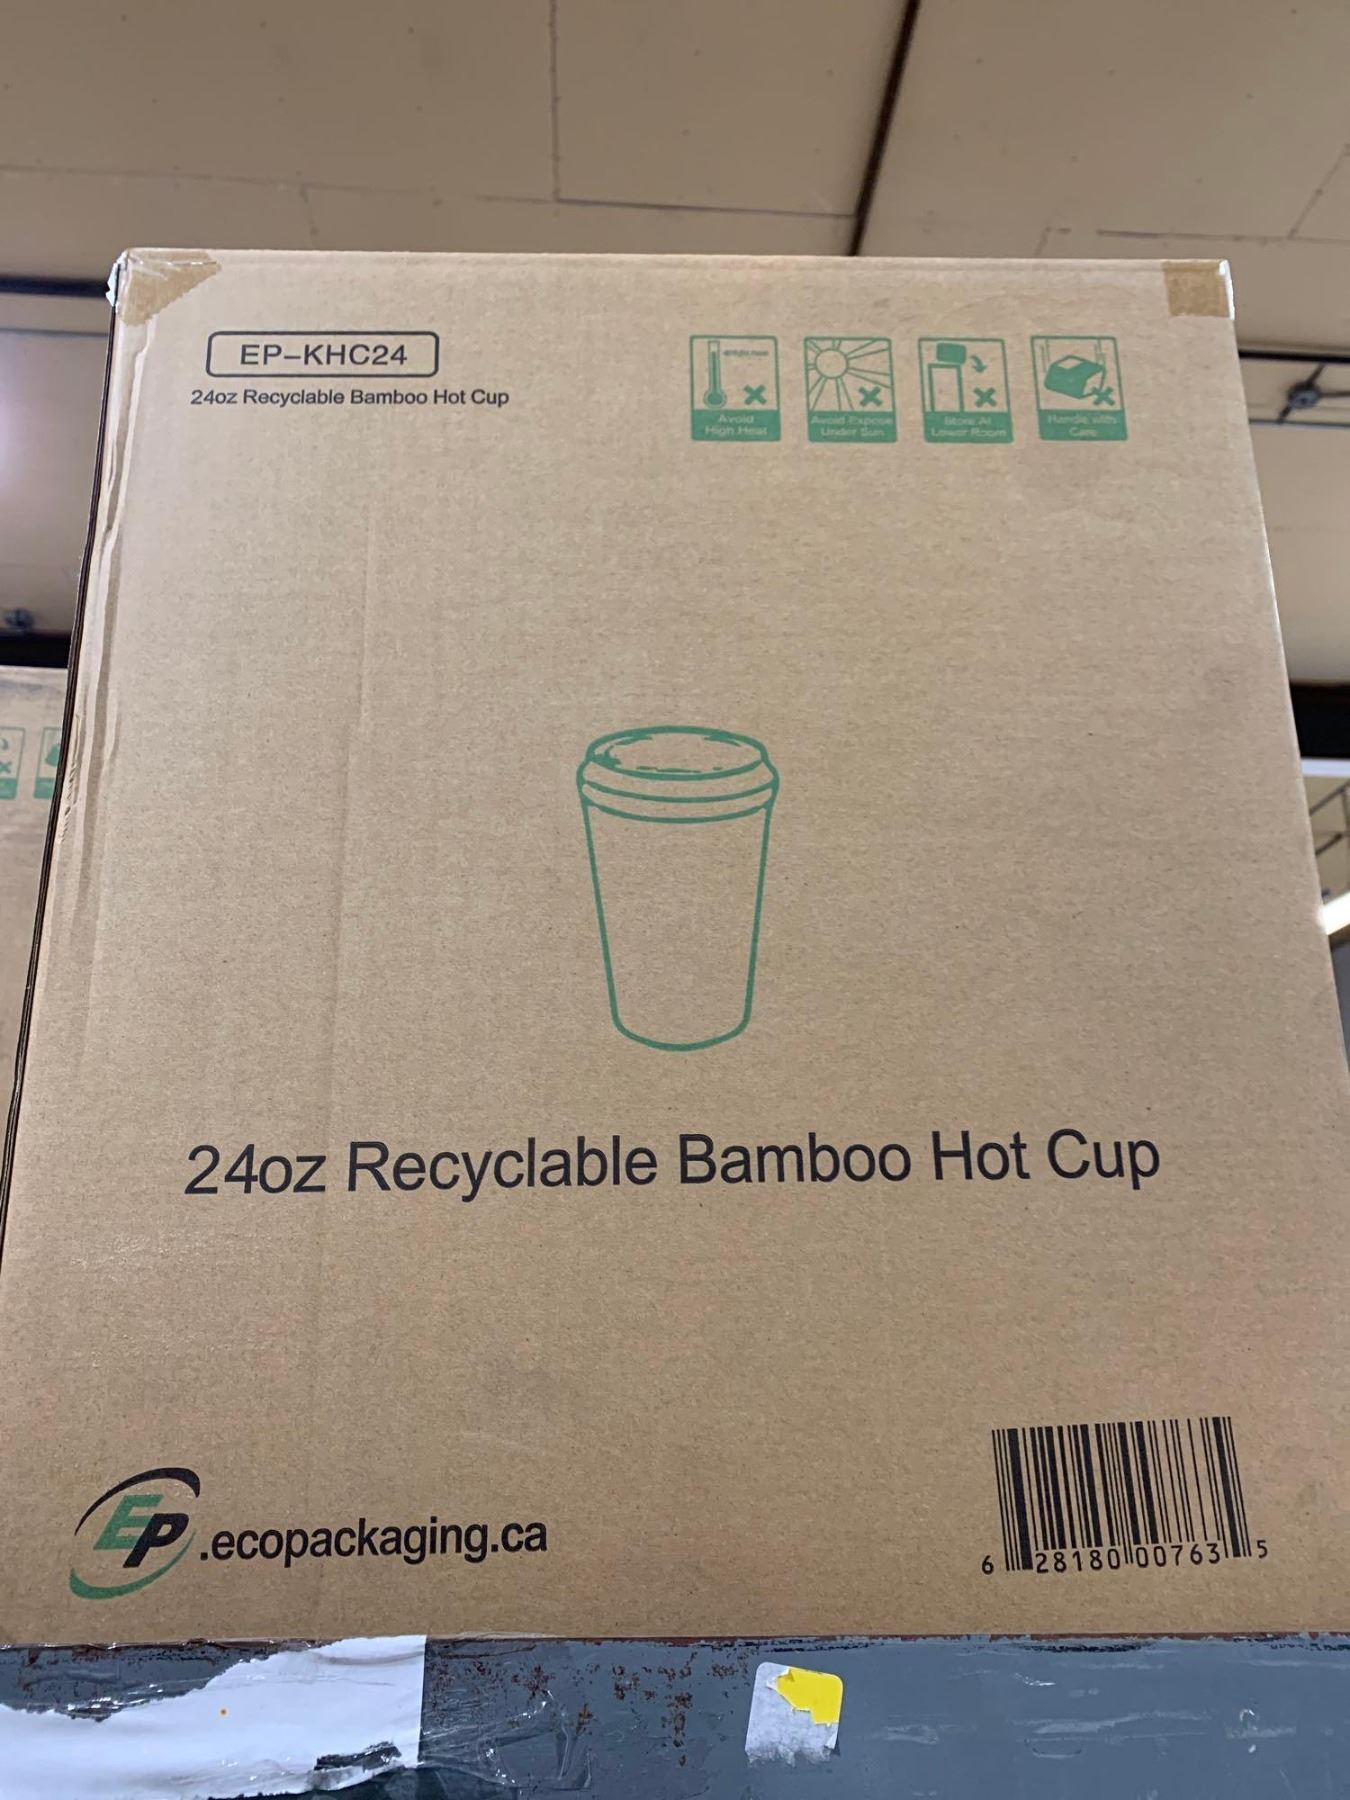 EP-KHC24
24oz Recyclable Bamboo Hot Cup
Avoid
High Heat
Avoid Expose
Under Sun
Store At
Lower Room
Handle with
Care
24oz Recyclable Bamboo Hot Cup
EP.ecopackaging.ca
6 28180 00763 5